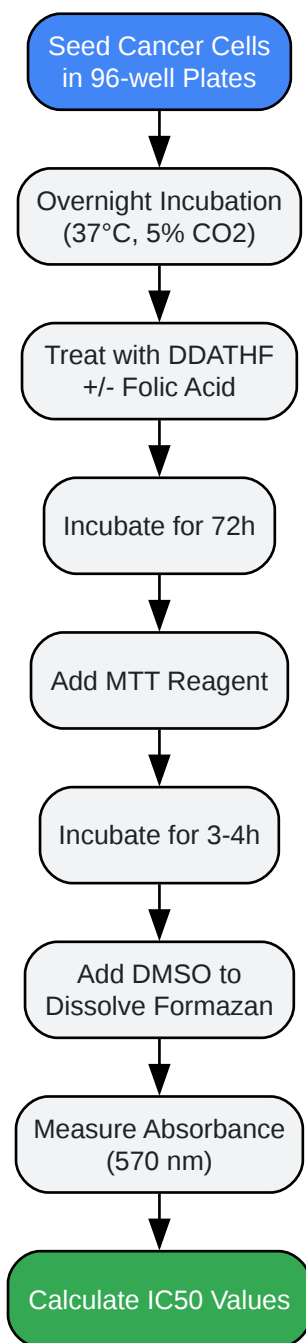 Seed Cancer Cells
in 96-well Plates
Overnight Incubation
(37°C, 5% CO2)
Treat with DDATHF
+/- Folic Acid
Incubate for 72h
Add MTT Reagent
Incubate for 3-4h
Add DMSO to
Dissolve Formazan
Measure Absorbance
(570 nm)
Calculate IC50 Values